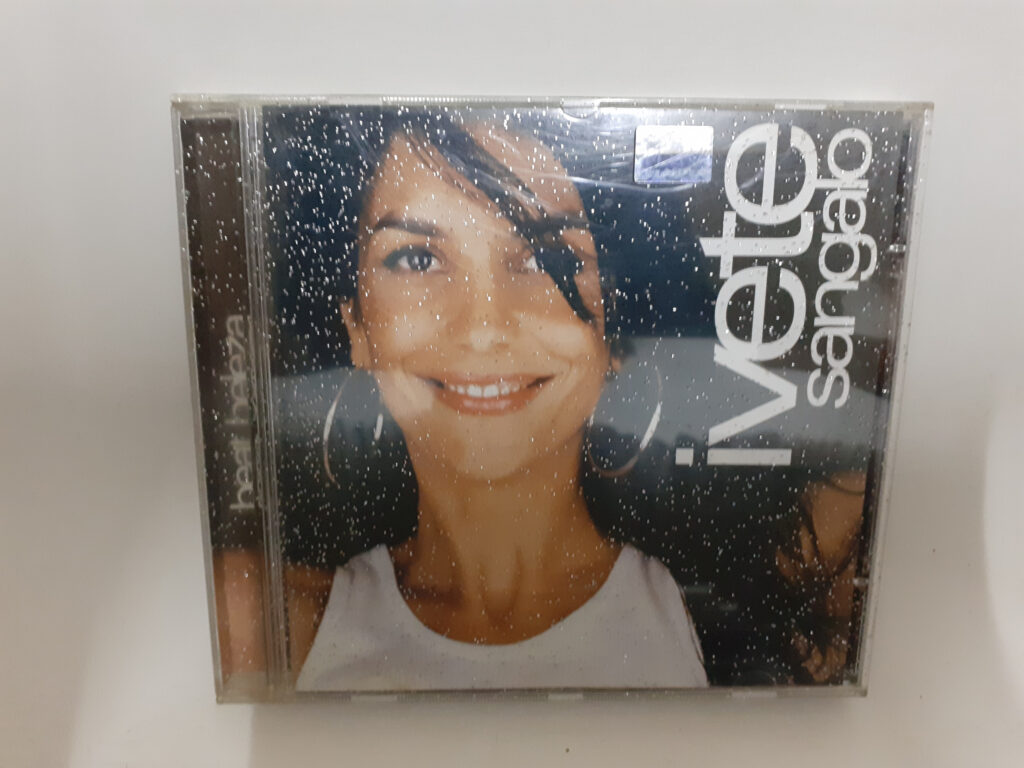 ivete
sangalo
beat beleza